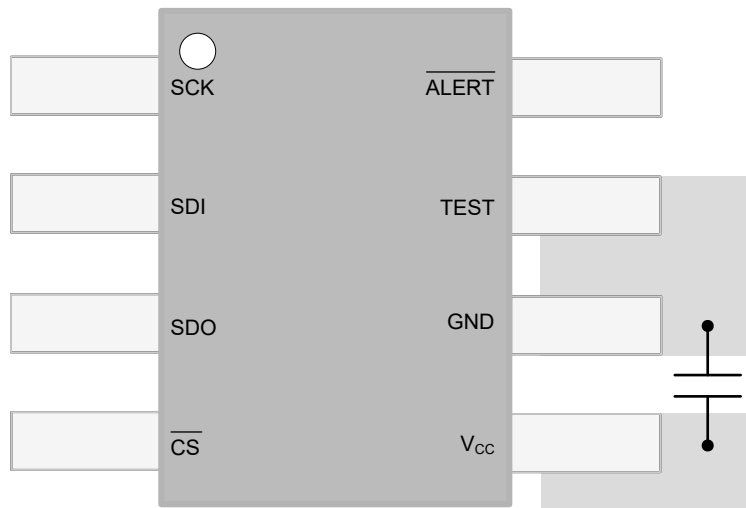 SCK
SDI
SDO
CS
ALERT
TEST
GND
VCC